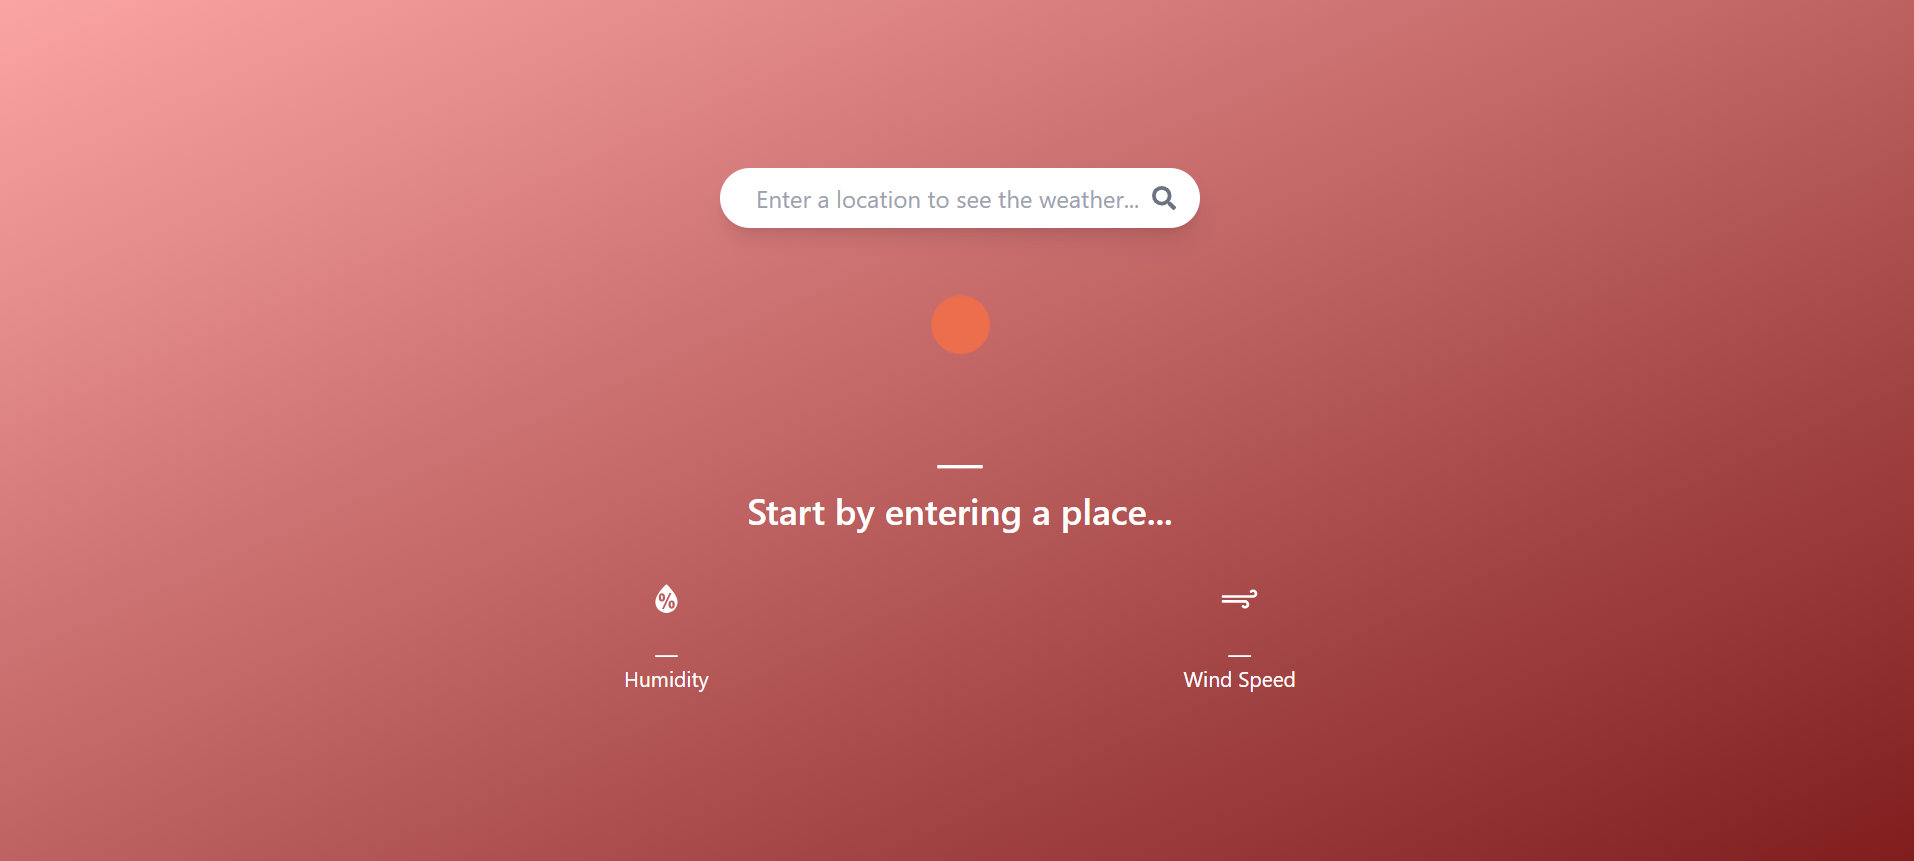 Enter a location to see the weather...
—
Start by entering a place...
%
— —
Humidity Wind Speed